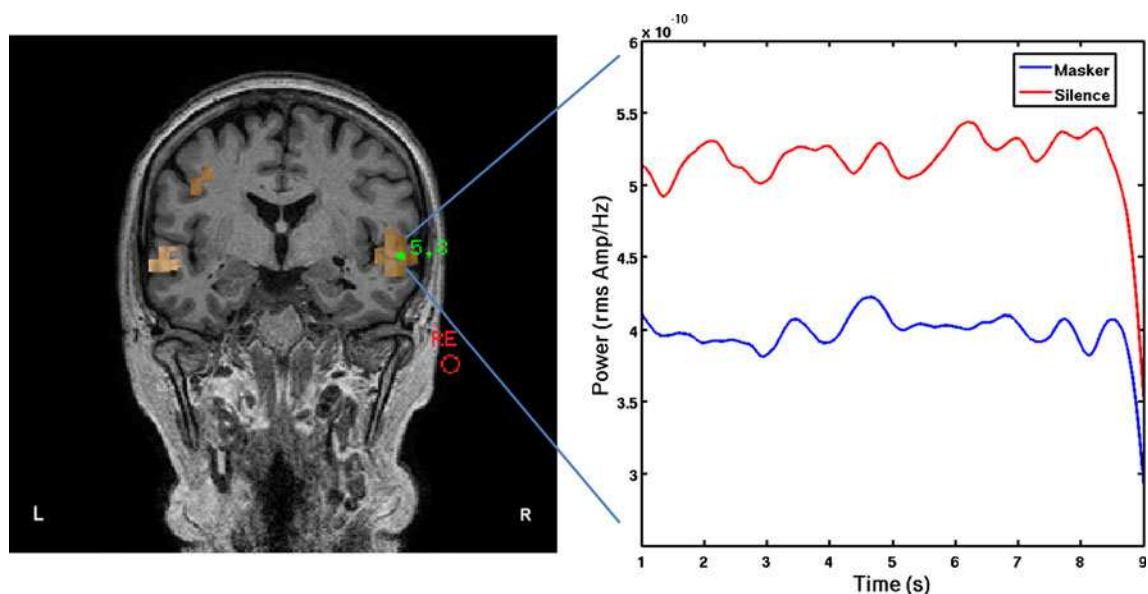 5.8
RE
L
R
x 10
-10
6
5.5
5
4.5
4
3.5
3
Power (rms Amp/Hz)
Masker
Silence
1 2 3 4 5 6 7 8 9
Time (s)